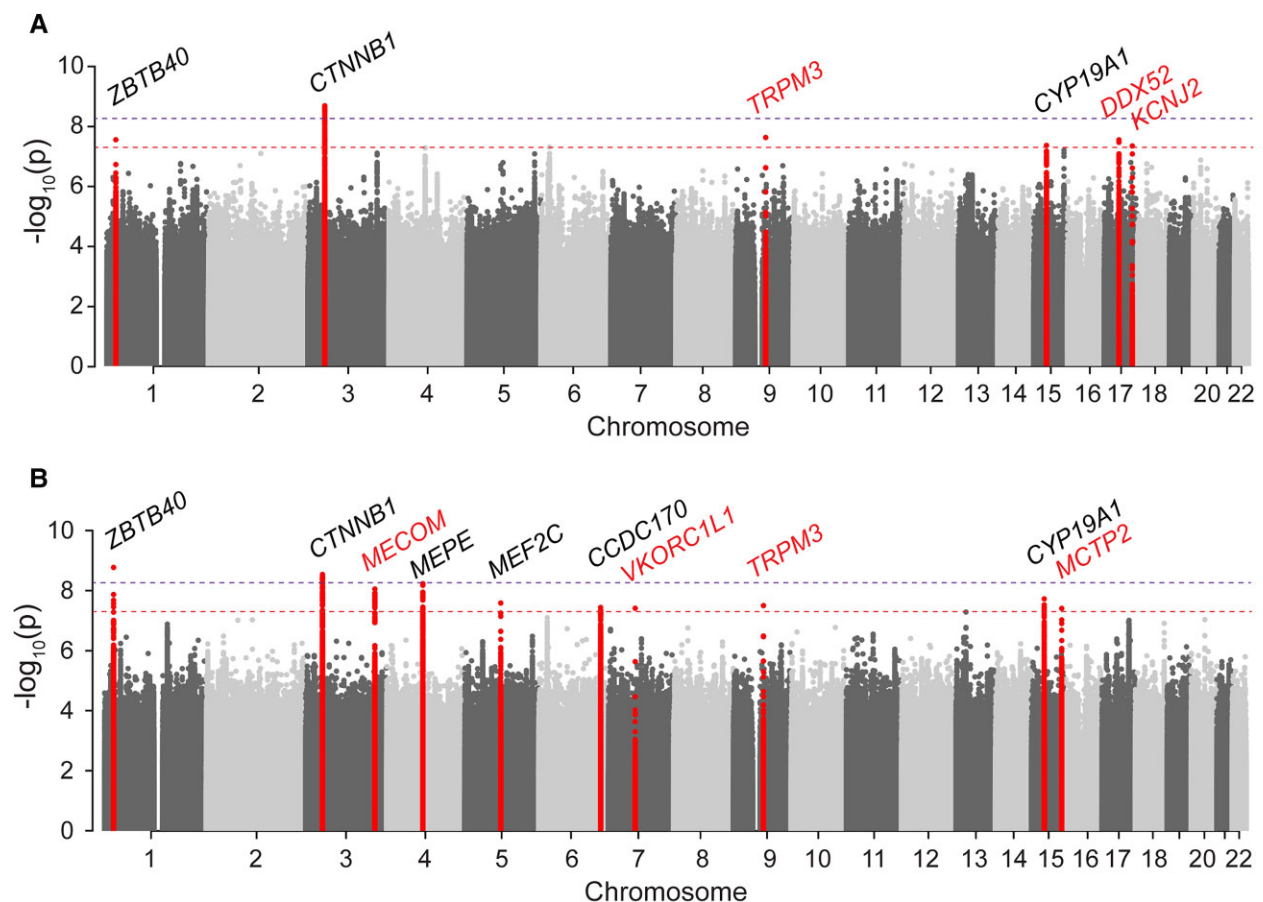 A
ZBTB40 CTNNB1 TRPM3 CYP19A1 DDX52 KCNJ2
10
8
6
4
2
0
-log10(p)
1 2 3 4 5 6 7 8 9 10 11 12 13 14 15 16 17 18 20 22
Chromosome
B
ZBTB40 CTNNB1 MECOM MEPE MEF2C CCDC170 VKORC1L1 TRPM3 CYP19A1 MCTP2
10
8
6
4
2
0
-log10(p)
1 2 3 4 5 6 7 8 9 10 11 12 13 14 15 16 17 18 20 22
Chromosome